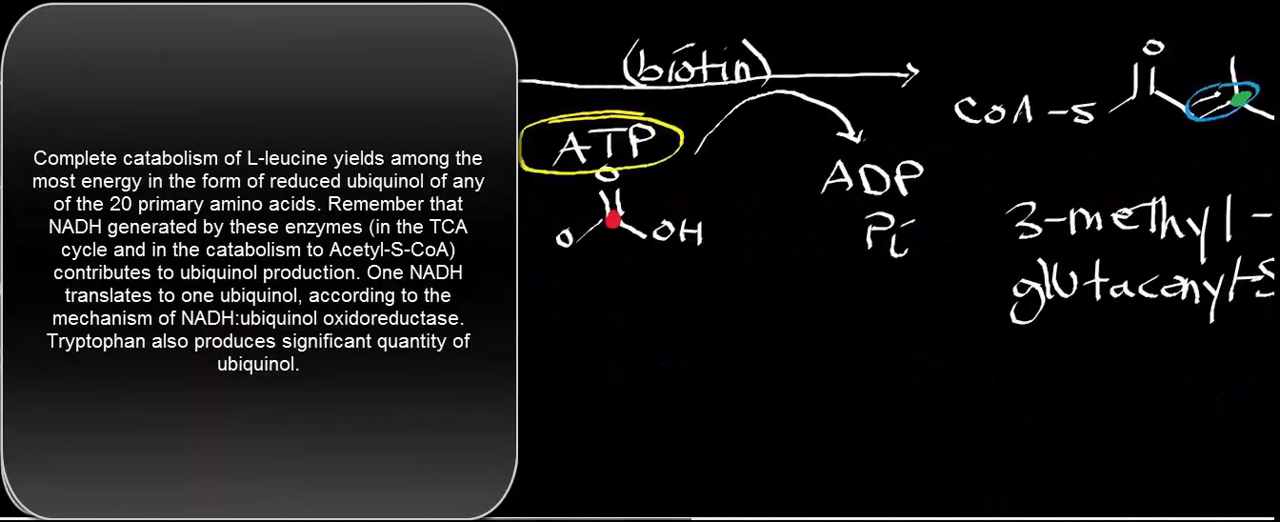 Complete catabolism of L-leucine yields among the
most energy in the form of reduced ubiquinol of any
of the 20 primary amino acids. Remember that
NADH generated by these enzymes (in the TCA
cycle and in the catabolism to Acetyl-S-CoA)
contributes to ubiquinol production. One NADH
translates to one ubiquinol, according to the
mechanism of NADH:ubiquinol oxidoreductase.
Tryptophan also produces significant quantity of
ubiquinol.
(biotin)
ATP
O
O OH
ADP
Pi
O
CoA-S
3-methyl-
glutaconyl-S